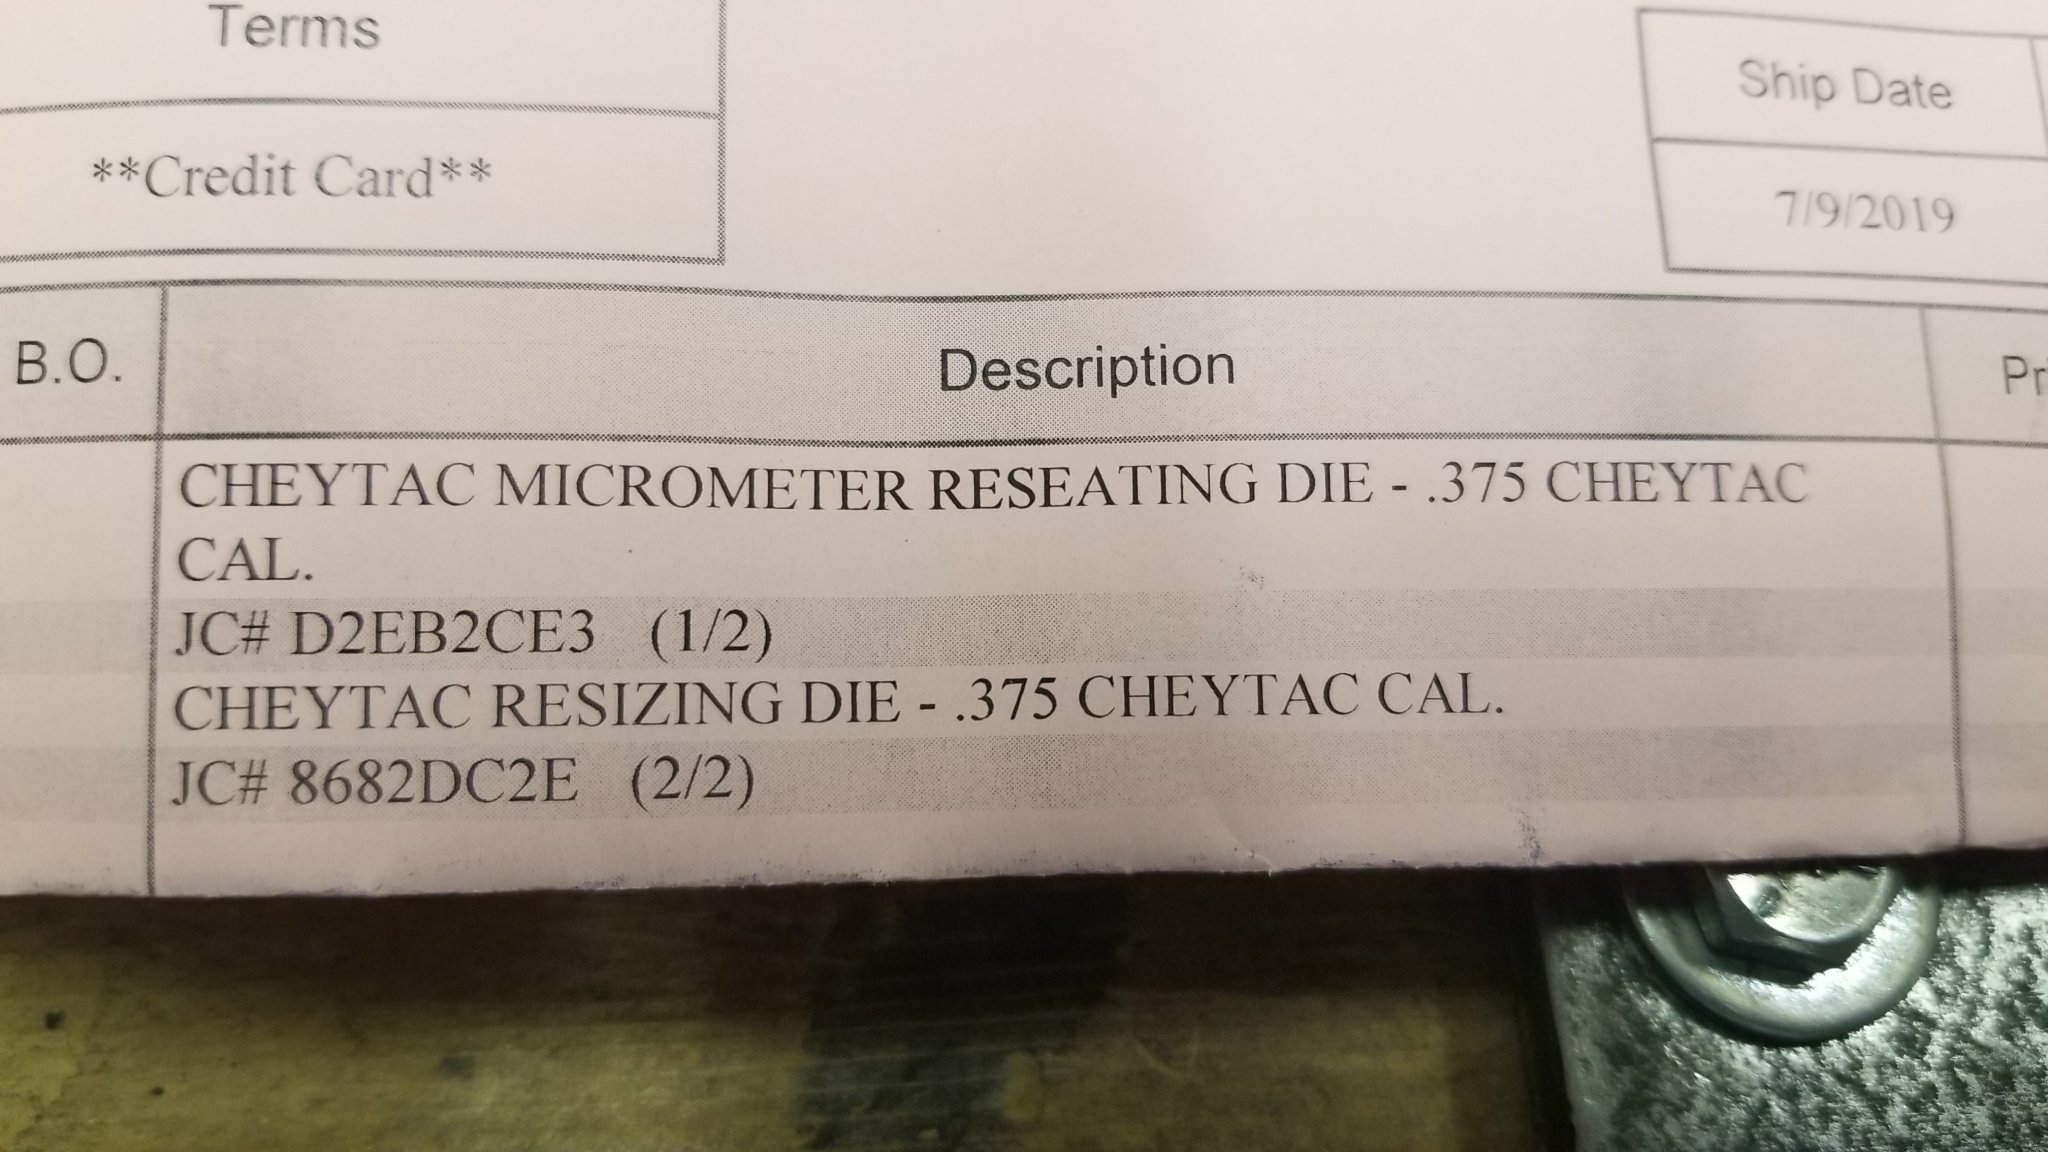 Terms
Ship Date
**Credit Card**
7/9/2019
B.O.
Description
CHEYTAC MICROMETER RESEATING DIE - .375 CHEYTAC
CAL.
JC# D2EB2CE3 (1/2)
CHEYTAC RESIZING DIE - .375 CHEYTAC CAL.
JC# 8682DC2E (2/2)